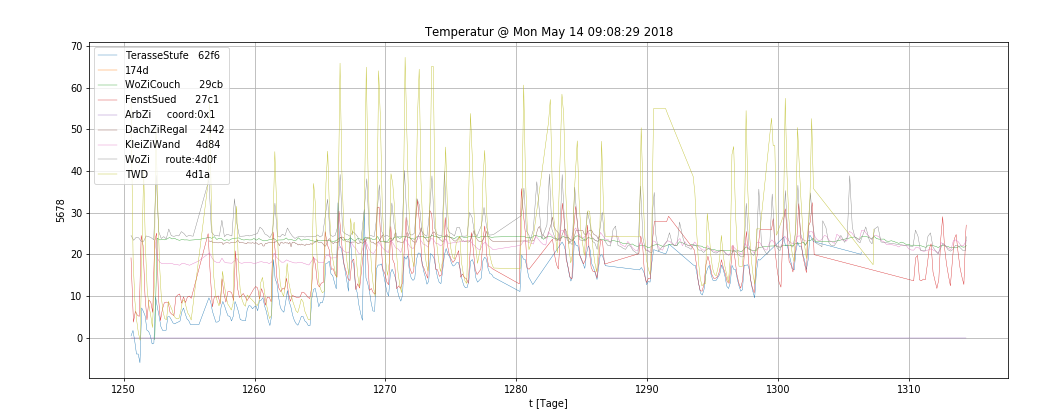 Temperatur @ Mon May 14 09:08:29 2018
70
60
50
40
30
20
10
0
5678
TerasseStufe 62f6
174d
WoZiCouch 29cb
FenstSued 27c1
ArbZi coord:0x1
DachZiRegal 2442
KleiZiWand 4d84
WoZi route:4d0f
TWD 4d1a
1250 1260 1270 1280 1290 1300 1310
t [Tage]